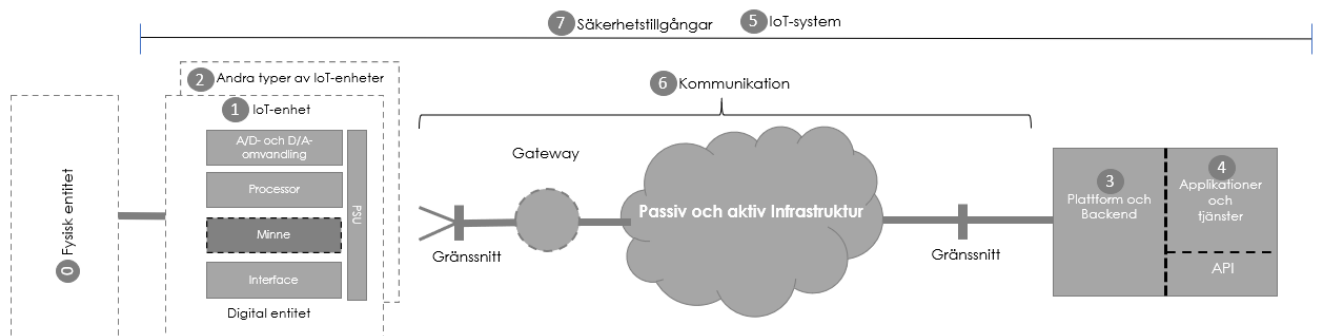 7 Säkerhetstillgångar 5 IoT-system
2 Andra typer av IoT-enheter
6 Kommunikation
1 IoT-enhet
A/D- och D/A-
omvandling
Processor
Minne
Interface
PSU
Digital entitet
0 Fysisk entitet
Gateway
Gränssnitt
Passiv och aktiv Infrastruktur
Gränssnitt
3
Plattform och
Backend
4
Applikationer
och
tjänster
API